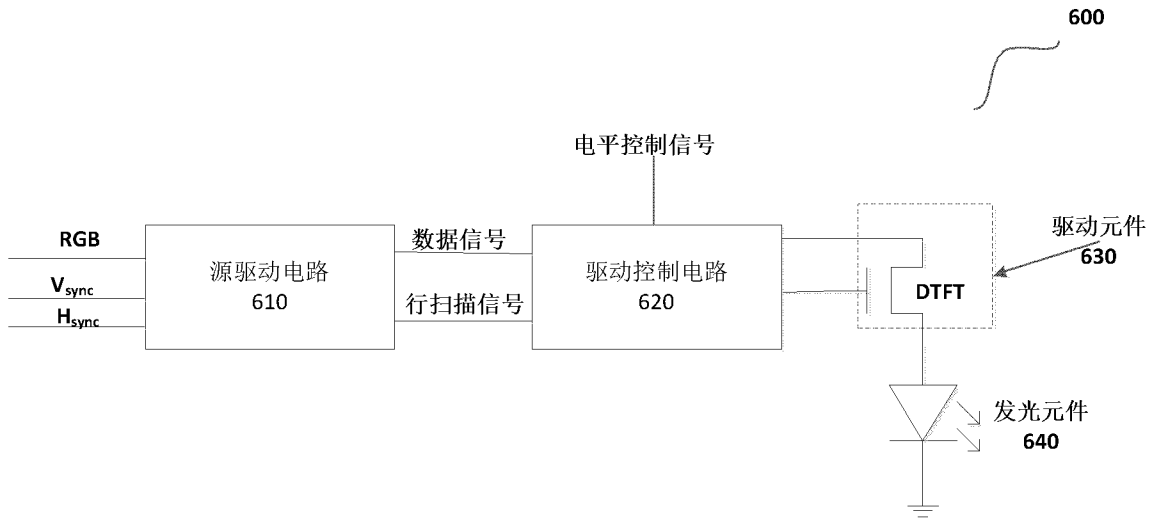 600
电平控制信号
RGB
Vsync
Hsync
源驱动电路
610
数据信号
行扫描信号
驱动控制电路
620
DTFT
驱动元件
630
发光元件
640